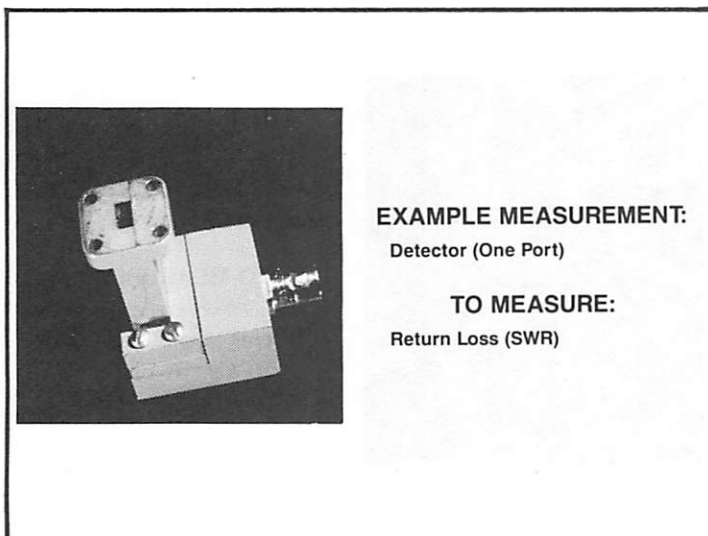 EXAMPLE MEASUREMENT:
Detector (One Port)
TO MEASURE:
Return Loss (SWR)